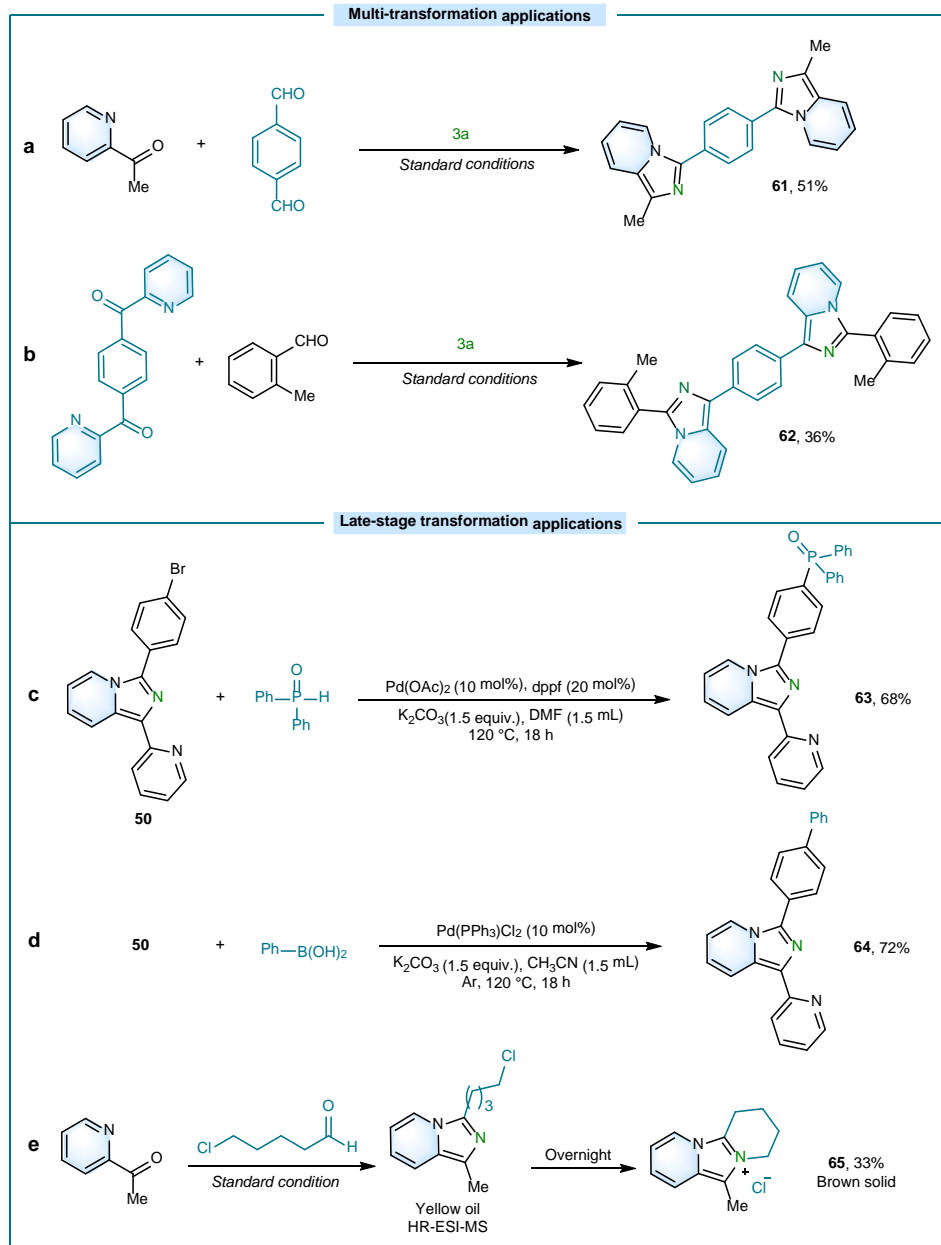 Multi-transformation applications
a
N
O
Me
+
CHO
CHO
3a
Standard conditions
Me
N
N
N
N
Me
61, 51%
b
O
N
N
O
+
CHO
Me
3a
Standard conditions
Me
N
N
N
N
Me
62, 36%
Late-stage transformation applications
c
Br
N
N
N
50
+
O
Ph P H
Ph
Pd(OAc)2 (10 mol%), dppf (20 mol%)
K2CO3(1.5 equiv.), DMF (1.5 mL)
120 °C, 18 h
O
P Ph
Ph
N
N
N
63, 68%
d
50
+
Ph B(OH)2
Pd(PPh3)Cl2 (10 mol%)
K2CO3 (1.5 equiv.), CH3CN (1.5 mL)
Ar, 120 °C, 18 h
Ph
N
N
N
64, 72%
e
N
O
Me
Cl
O
H
Standard condition
Cl
( )3
N
N
Me
Yellow oil
HR-ESI-MS
Overnight
N
N
+
Cl−
Me
65, 33%
Brown solid